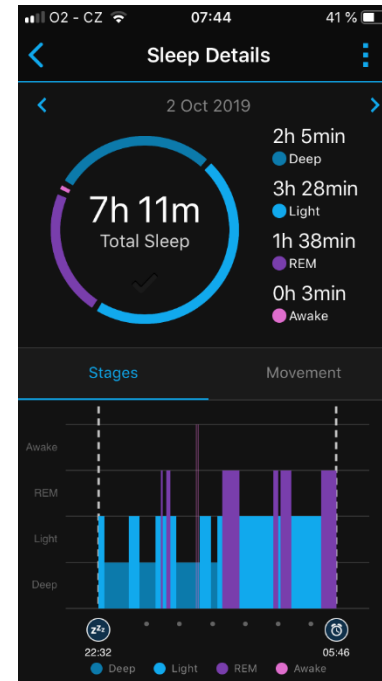 O2 - CZ 07:44 41 %
Sleep Details
2 Oct 2019
7h 11m
Total Sleep
2h 5min
Deep
3h 28min
Light
1h 38min
REM
0h 3min
Awake
Stages Movement
Awake
REM
Light
Deep
zzz
22:32 05:46
Deep Light REM Awake